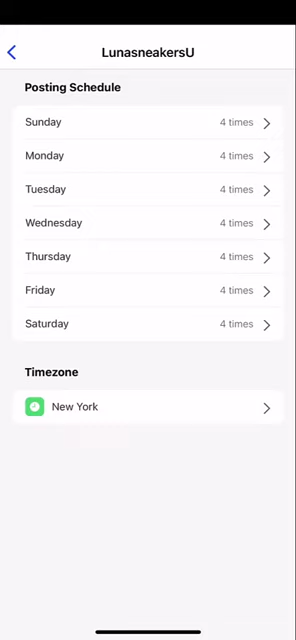 LunasneakersU
Posting Schedule
Sunday 4 times
Monday 4 times
Tuesday 4 times
Wednesday 4 times
Thursday 4 times
Friday 4 times
Saturday 4 times
Timezone
New York